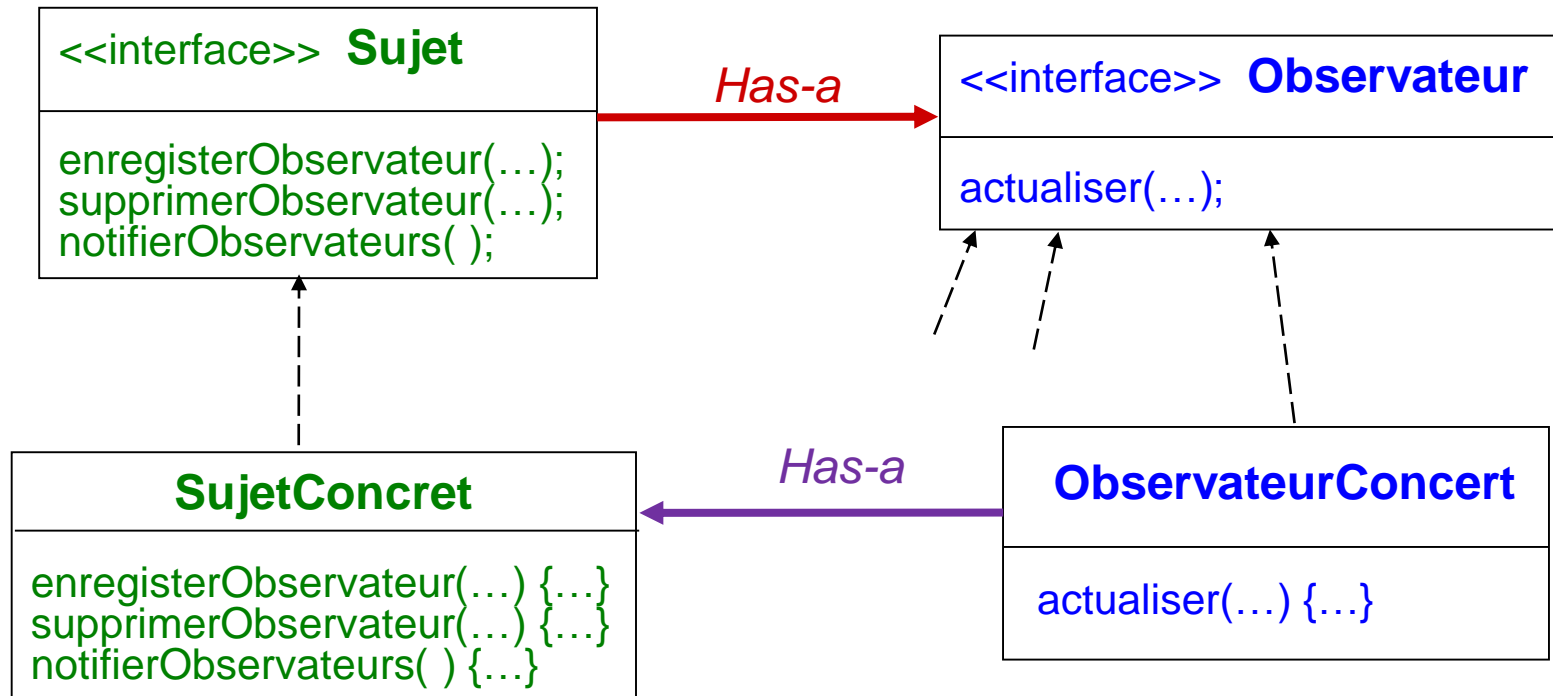 <<interface>> Sujet
enregisterObservateur(…);
supprimerObservateur(…);
notifierObservateurs( );
Has-a
<<interface>> Observateur
actualiser(…);
SujetConcret
enregisterObservateur(…) {…}
supprimerObservateur(…) {…}
notifierObservateurs( ) {…}
Has-a
ObservateurConcert
actualiser(…) {…}